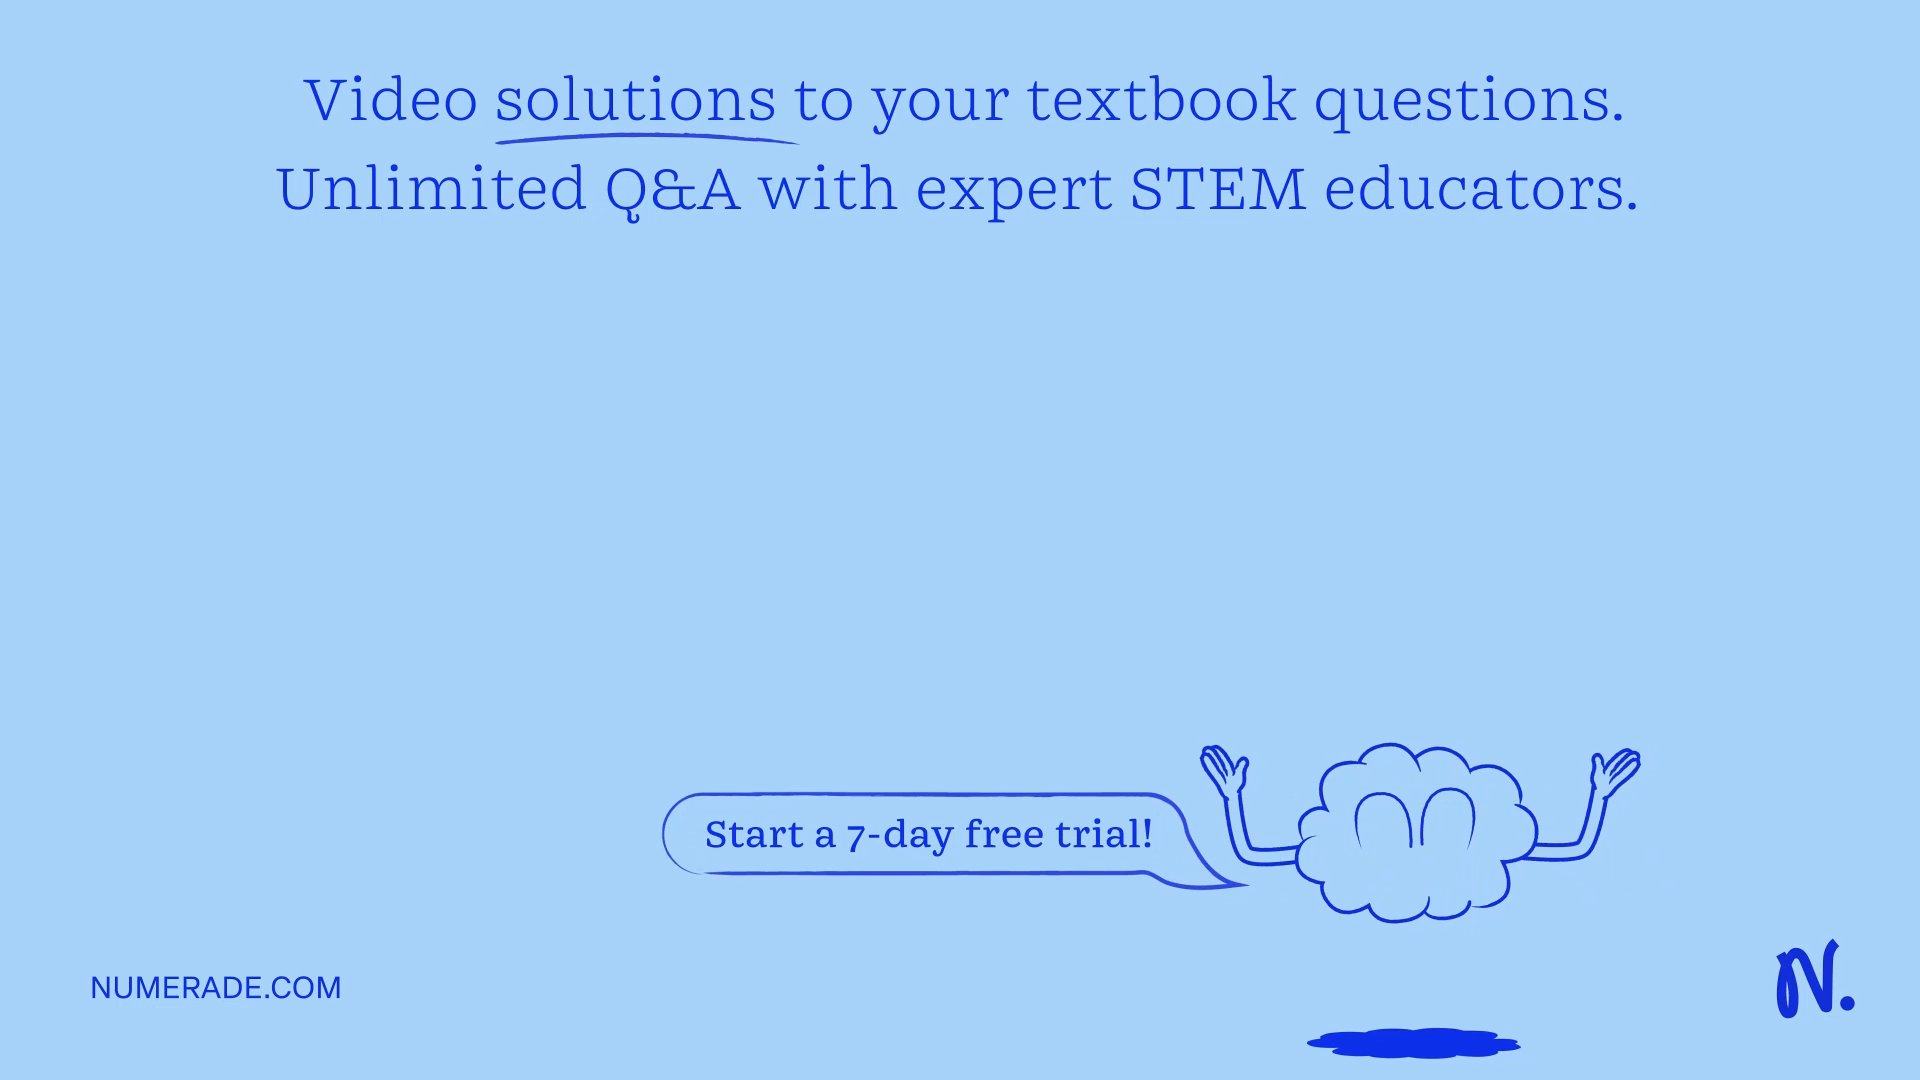 Video solutions to your textbook questions.
Unlimited Q&A with expert STEM educators.
Start a 7-day free trial!
NUMERADE.COM
N.